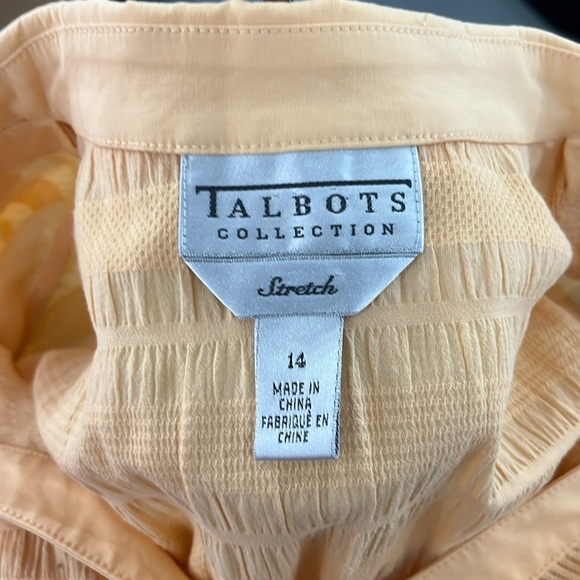 TALBOTS
COLLECTION
Stretch
14
MADE IN
CHINA
FABRIQUÉ EN
CHINE